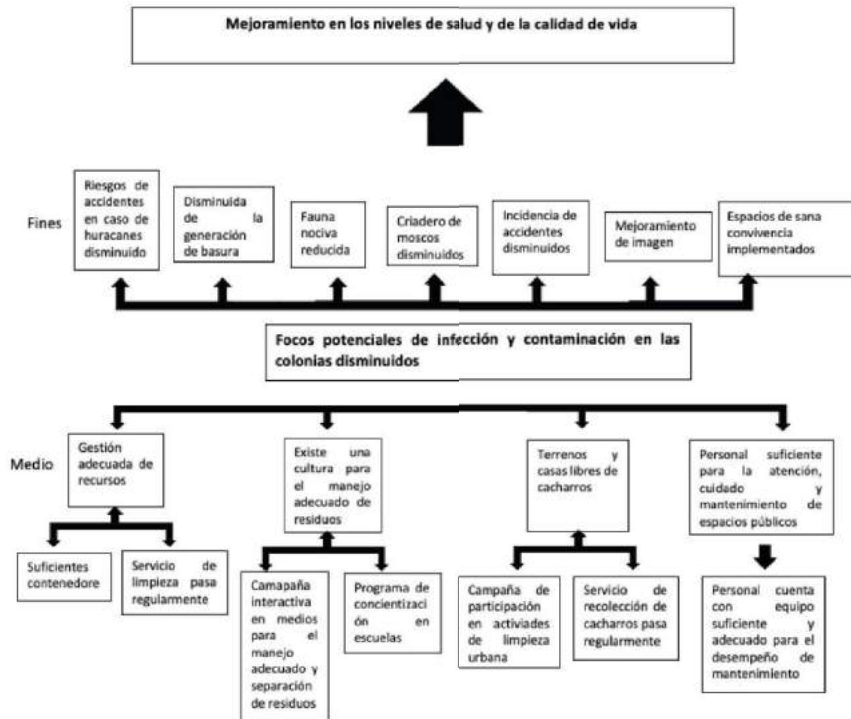 Mejoramiento en los niveles de salud y de la calidad de vida
Fines
Riesgos de
accidentes
en caso de
huracanes
disminuido
Disminuida
de la
generación
de basura
Fauna
nociva
reducida
Criadero de
moscos
disminuidos
Incidencia de
accidentes
disminuidos
Mejoramiento
de imagen
Espacios de sana
convivencia
implementados
Focos potenciales de infección y contaminación en las
colonias disminuidos
Medio
Gestión
adecuada de
recursos
Existe una
cultura para
el manejo
adecuado de
residuos
Terrenos y
casas libres de
cacharros
Personal suficiente
para la atención,
cuidado y
mantenimiento de
espacios públicos
Suficientes
contenedore
Servicio de
limpieza pasa
regularmente
Camapaña
interactiva
en medios
para el
manejo
adecuado y
separación
de residuos
Programa de
concientizaci
ón en
escuelas
Campaña de
participación
en activiades
de limpieza
urbana
Servicio de
recolección de
cacharros pasa
regularmente
Personal cuenta
con equipo
suficiente y
adecuado para el
desempeño de
mantenimiento